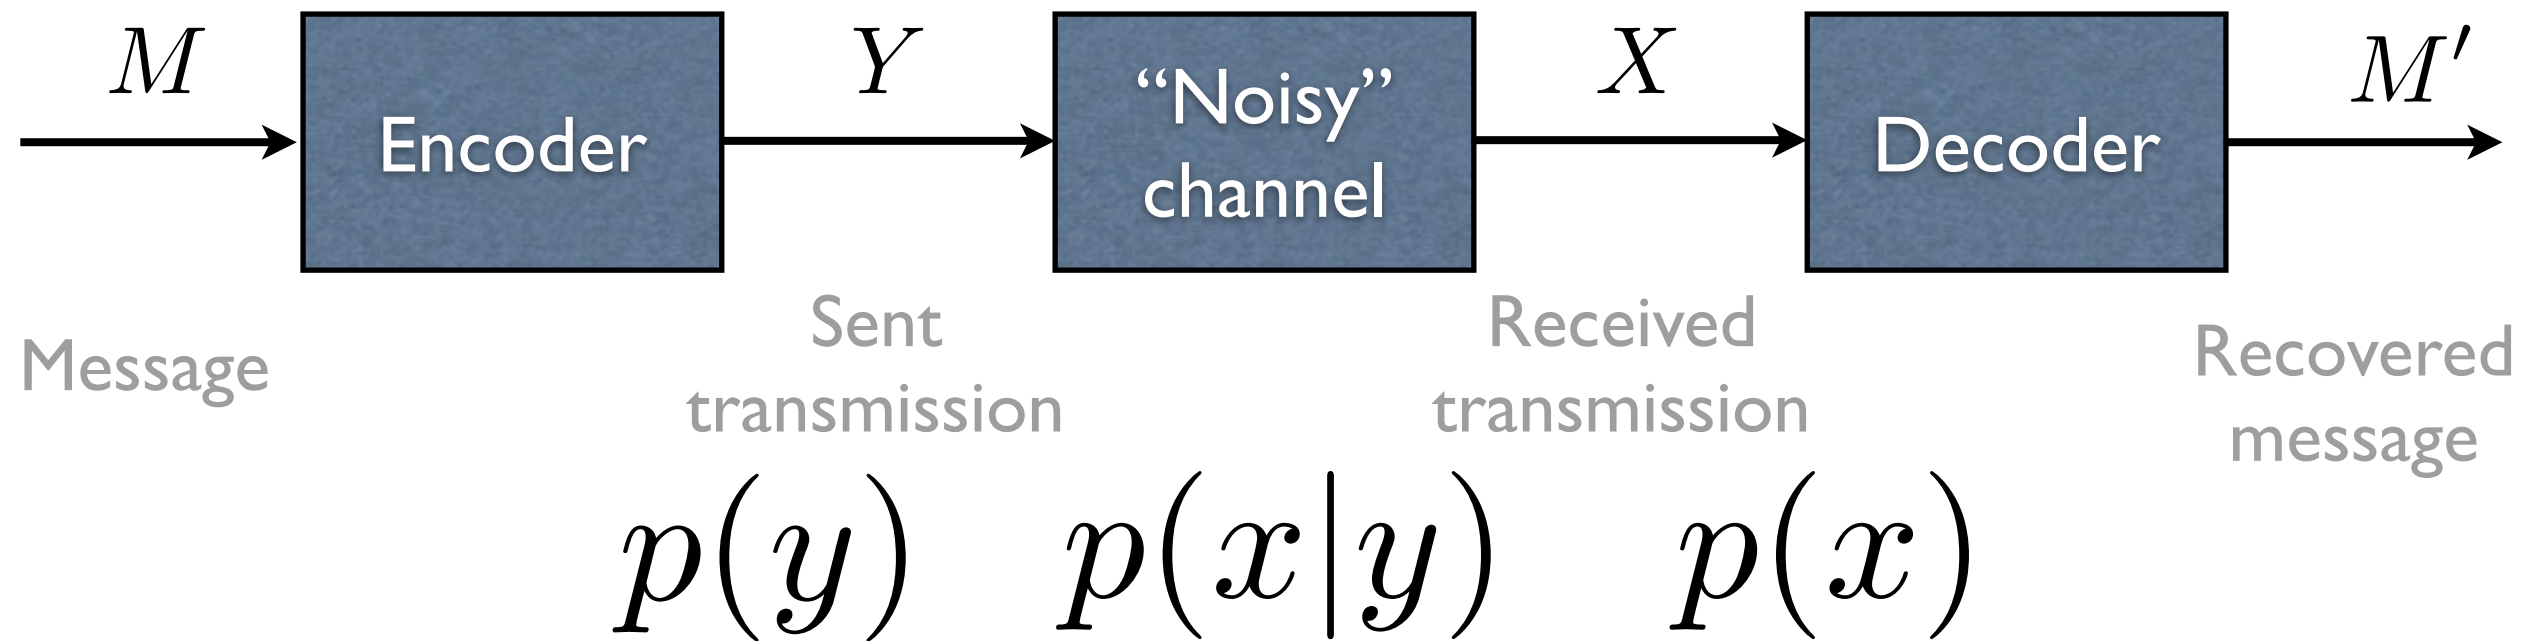 M
Encoder
Y
“Noisy”
channel
X
Decoder
M′
Message
Sent
transmission
Received
transmission
Recovered
message
p(y)
p(x|y)
p(x)